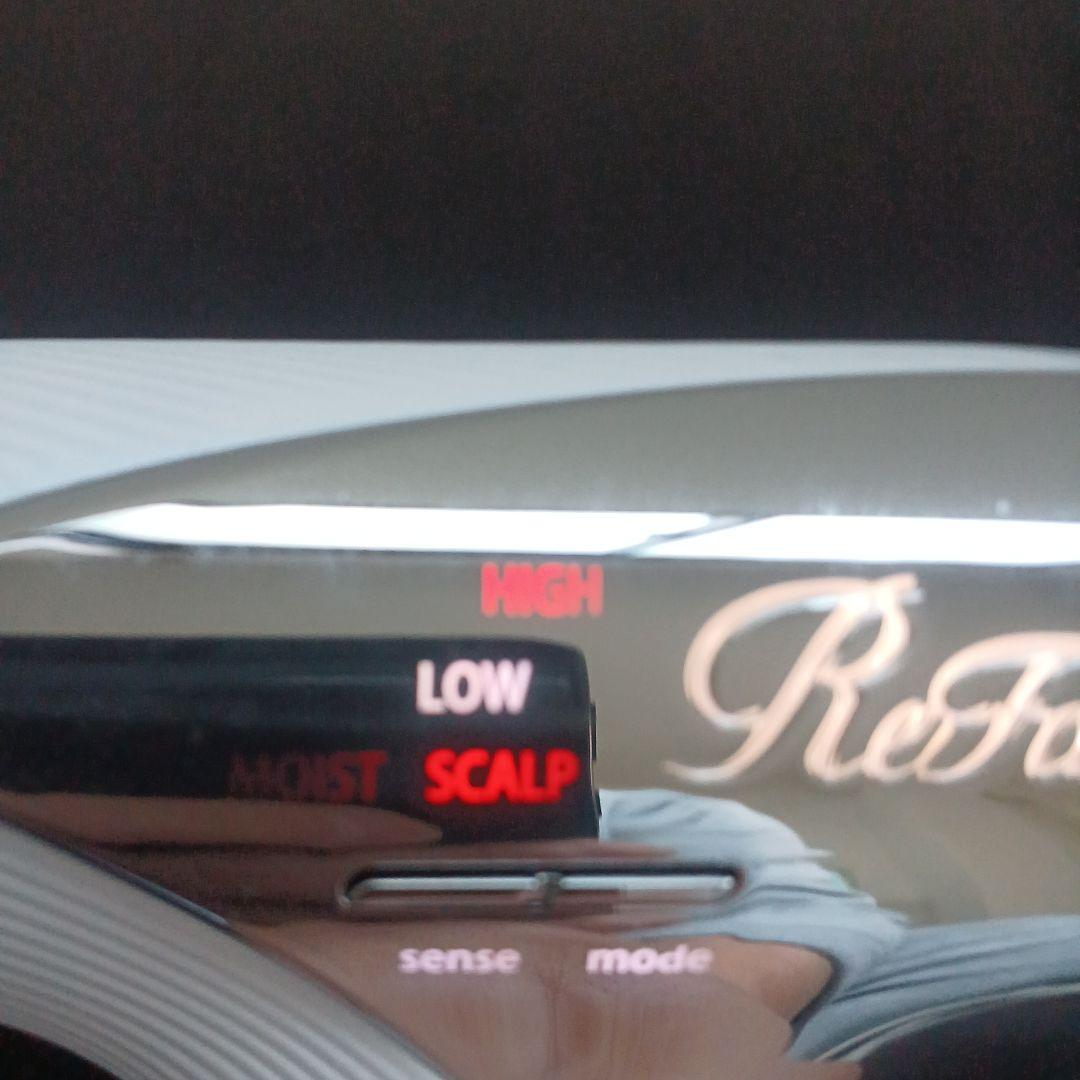 HIGH
LOW
MOIST SCALP
ReFa
sense mode